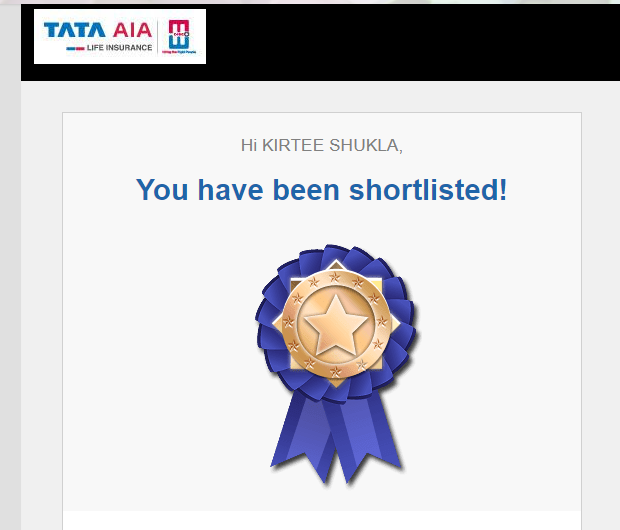 TATA AIA
LIFE INSURANCE
Hi KIRTEE SHUKLA,
You have been shortlisted!